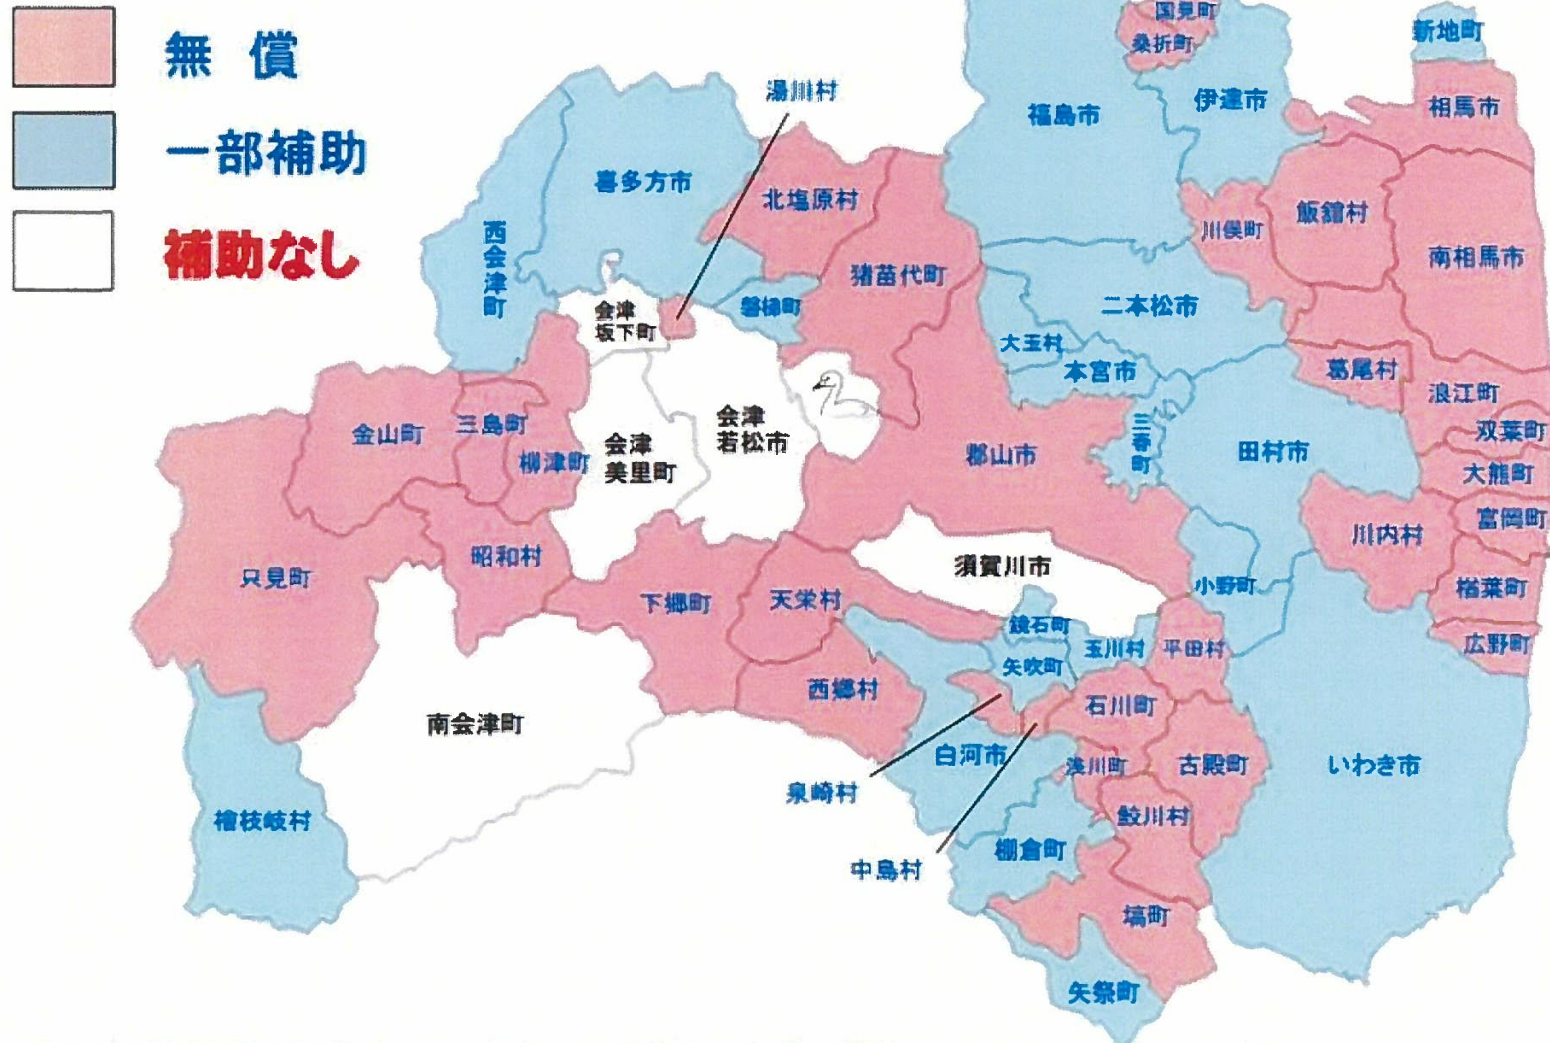 無 償
一部補助
補助なし
国見町
桑折町
新地町
湯川村
相馬市
伊達市
福島市
喜多方市
北塩原村
飯舘村
川俣町
西会津町
南相馬市
猪苗代町
二本松市
磐梯町
会津
坂下町
大玉村
本宮市
葛尾村
浪江町
金山町
三島町
柳津町
会津
美里町
会津
若松市
郡山市
三春町
田村市
双葉町
大熊町
富岡町
川内村
只見町
昭和村
下郷町
天栄村
須賀川市
小野町
楢葉町
広野町
鏡石町
玉川村
平田村
矢吹町
西郷村
石川町
南会津町
白河市
浅川町
古殿町
いわき市
泉崎村
檜枝岐村
鮫川村
棚倉町
中島村
塙町
矢祭町